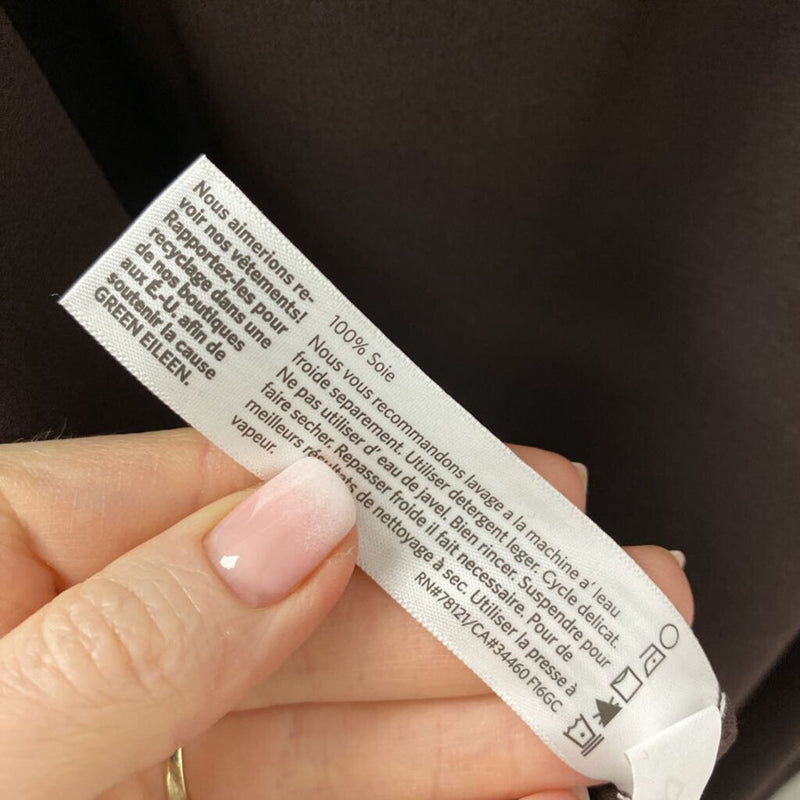 Nous aimerions re-
voir nos vêtements!
Rapportez-les pour
recyclage dans une
de nos boutiques
aux É-U, afin de
soutenir la cause
GREEN EILEEN.
100% Soie
Nous vous recommandons lavage a la machine a' leau
froide separement. Utiliser detergent leger. Cycle delicat.
Ne pas utiliser d' eau de javel. Bien rincer. Suspendre pour
faire secher. Repasser froide il fait necessaire. Pour de
meilleurs résultats de nettoyage à sec. Utiliser la presse à
vapeur.
RN#78121/CA#34460 F16GC